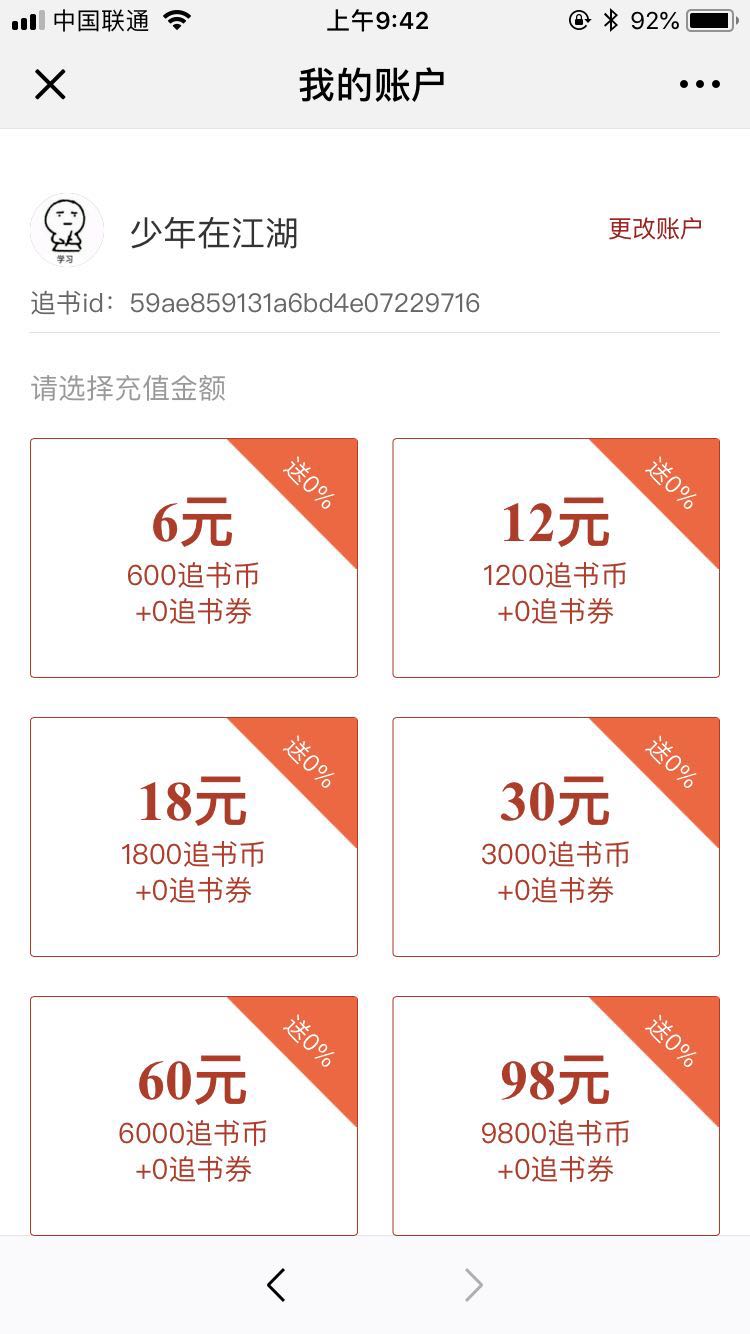 中国联通
上午9:42
92%
我的账户
学习
少年在江湖
更改账户
追书id：59ae859131a6bd4e07229716
请选择充值金额
送0%
6元
600追书币
+0追书券
送0%
12元
1200追书币
+0追书券
送0%
18元
1800追书币
+0追书券
送0%
30元
3000追书币
+0追书券
送0%
60元
6000追书币
+0追书券
送0%
98元
9800追书币
+0追书券